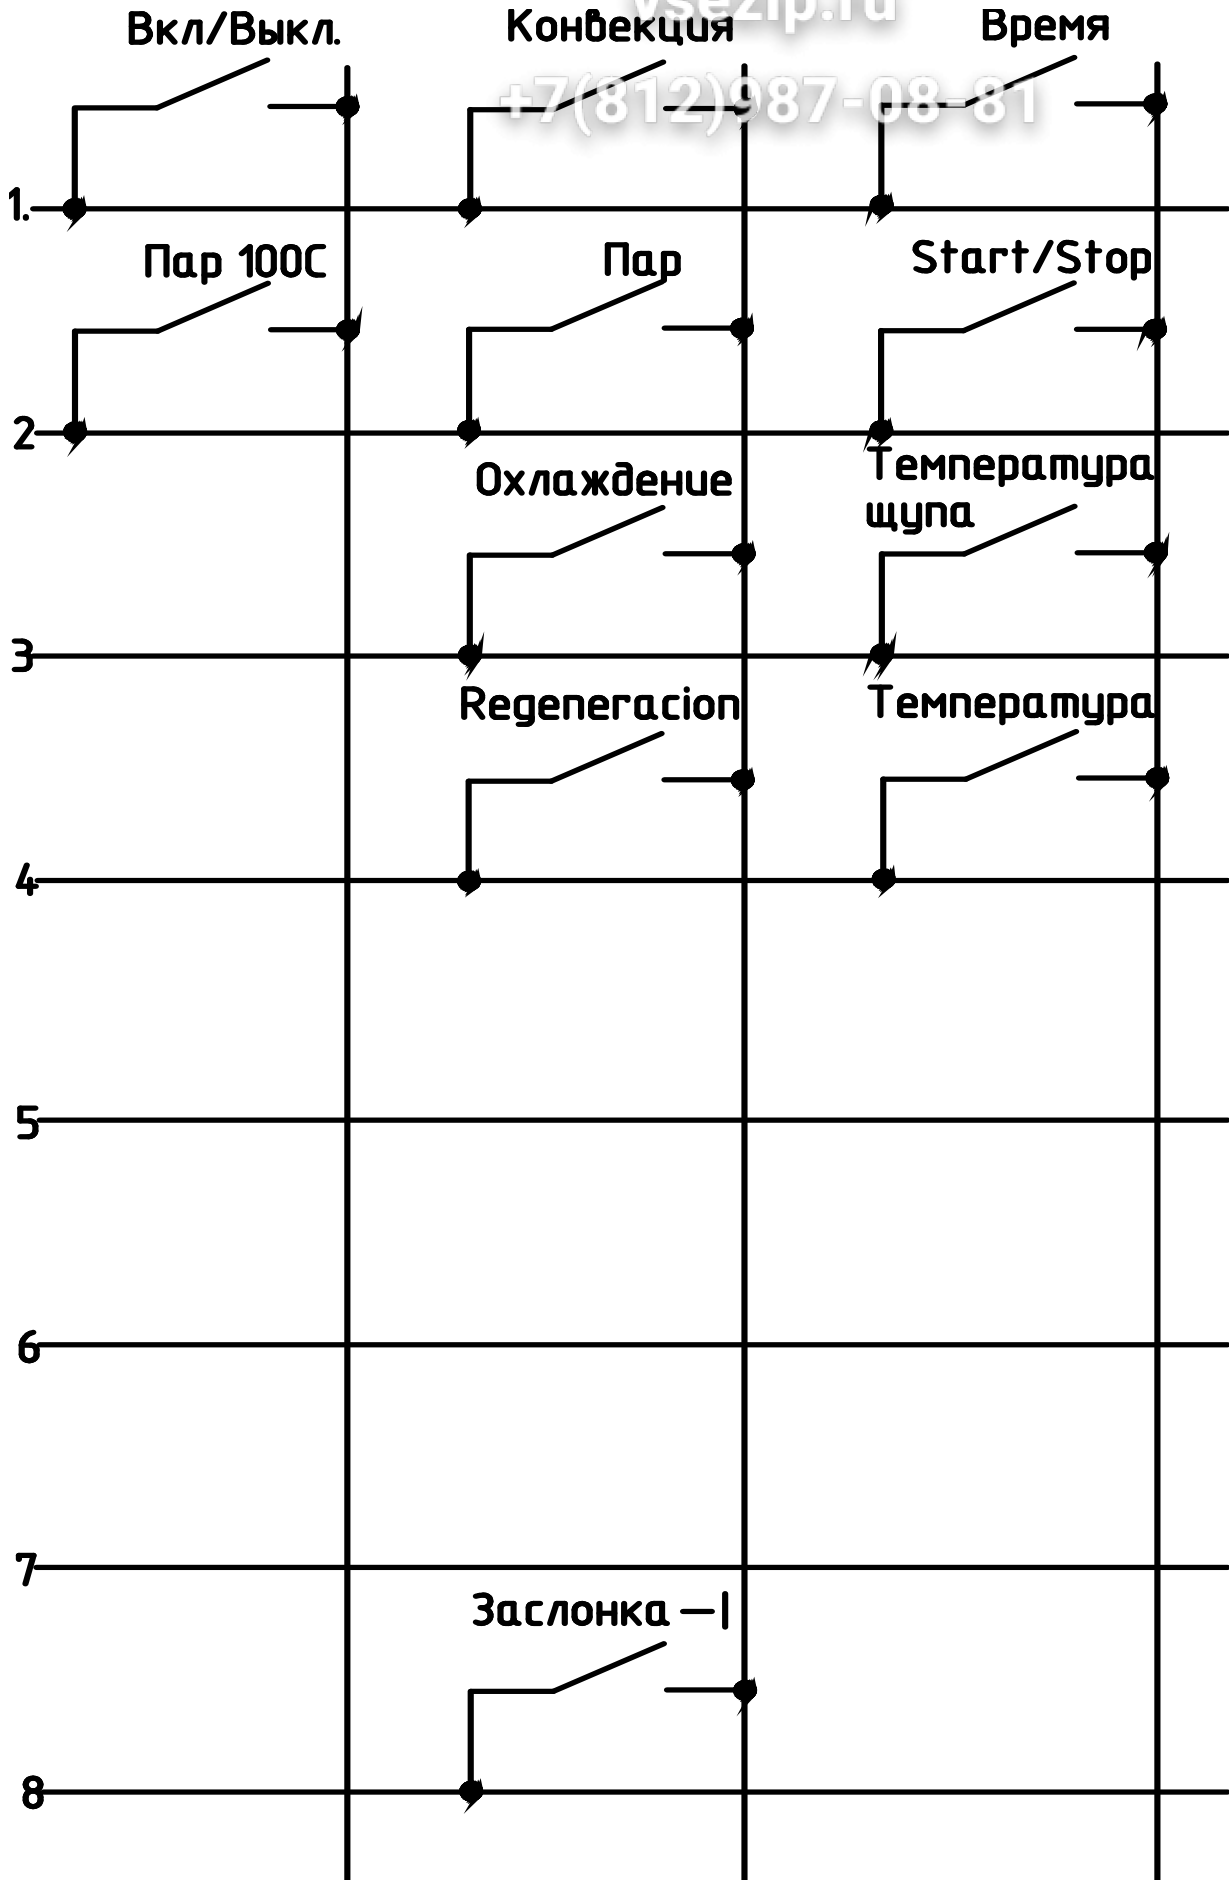 vsezip.ru
Вкл/Выкл.
Конвекция
Время
+7(812)987-08-81
1.
Пар 100С
Пар
Start/Stop
2
Охлаждение
Температура
щупа
3
Regeneracion
Температура
4
5
6
7
Заслонка –I
8